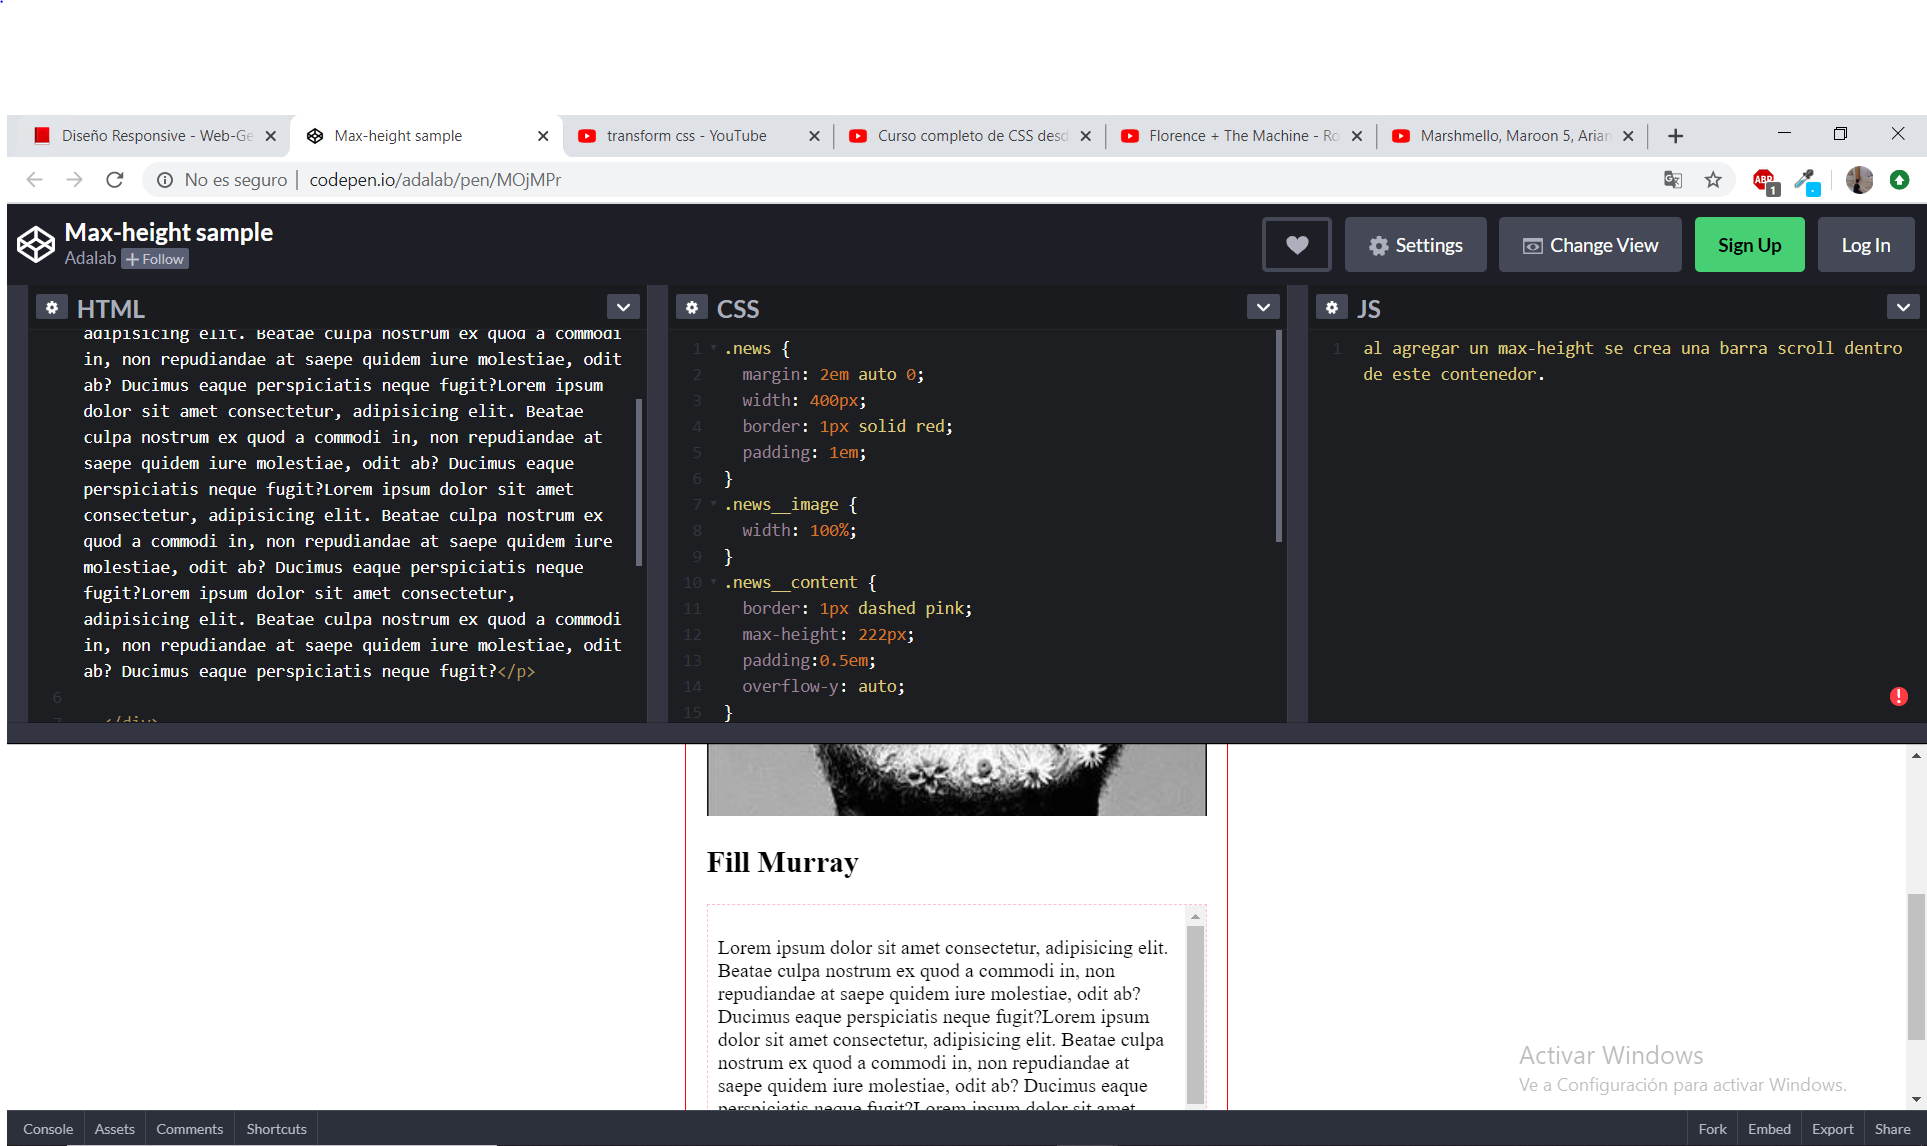 Diseño Responsive - Web-Ge
Max-height sample
transform css - YouTube
Curso completo de CSS desd
Florence + The Machine - Ro
Marshmello, Maroon 5, Arian
No es seguro | codepen.io/adalab/pen/MOjMPr
ABP 1
Max-height sample
Adalab + Follow
Settings
Change View
Sign Up
Log In
HTML
adipisicing elit. Beatae culpa nostrum ex quod a commodi
in, non repudiandae at saepe quidem iure molestiae, odit
ab? Ducimus eaque perspiciatis neque fugit?Lorem ipsum
dolor sit amet consectetur, adipisicing elit. Beatae
culpa nostrum ex quod a commodi in, non repudiandae at
saepe quidem iure molestiae, odit ab? Ducimus eaque
perspiciatis neque fugit?Lorem ipsum dolor sit amet
consectetur, adipisicing elit. Beatae culpa nostrum ex
quod a commodi in, non repudiandae at saepe quidem iure
molestiae, odit ab? Ducimus eaque perspiciatis neque
fugit?Lorem ipsum dolor sit amet consectetur,
adipisicing elit. Beatae culpa nostrum ex quod a commodi
in, non repudiandae at saepe quidem iure molestiae, odit
ab? Ducimus eaque perspiciatis neque fugit?</p>
6
7 </div>
CSS
1 .news {
2 margin: 2em auto 0;
3 width: 400px;
4 border: 1px solid red;
5 padding: 1em;
6 }
7 .news__image {
8 width: 100%;
9 }
10 .news__content {
11 border: 1px dashed pink;
12 max-height: 222px;
13 padding:0.5em;
14 overflow-y: auto;
15 }
JS
1 al agregar un max-height se crea una barra scroll dentro
de este contenedor.
Fill Murray
Lorem ipsum dolor sit amet consectetur, adipisicing elit.
Beatae culpa nostrum ex quod a commodi in, non
repudiandae at saepe quidem iure molestiae, odit ab?
Ducimus eaque perspiciatis neque fugit?Lorem ipsum
dolor sit amet consectetur, adipisicing elit. Beatae culpa
nostrum ex quod a commodi in, non repudiandae at
saepe quidem iure molestiae, odit ab? Ducimus eaque
perspiciatis neque fugit?Lorem ipsum dolor sit amet
Activar Windows
Ve a Configuración para activar Windows.
Console
Assets
Comments
Shortcuts
Fork
Embed
Export
Share